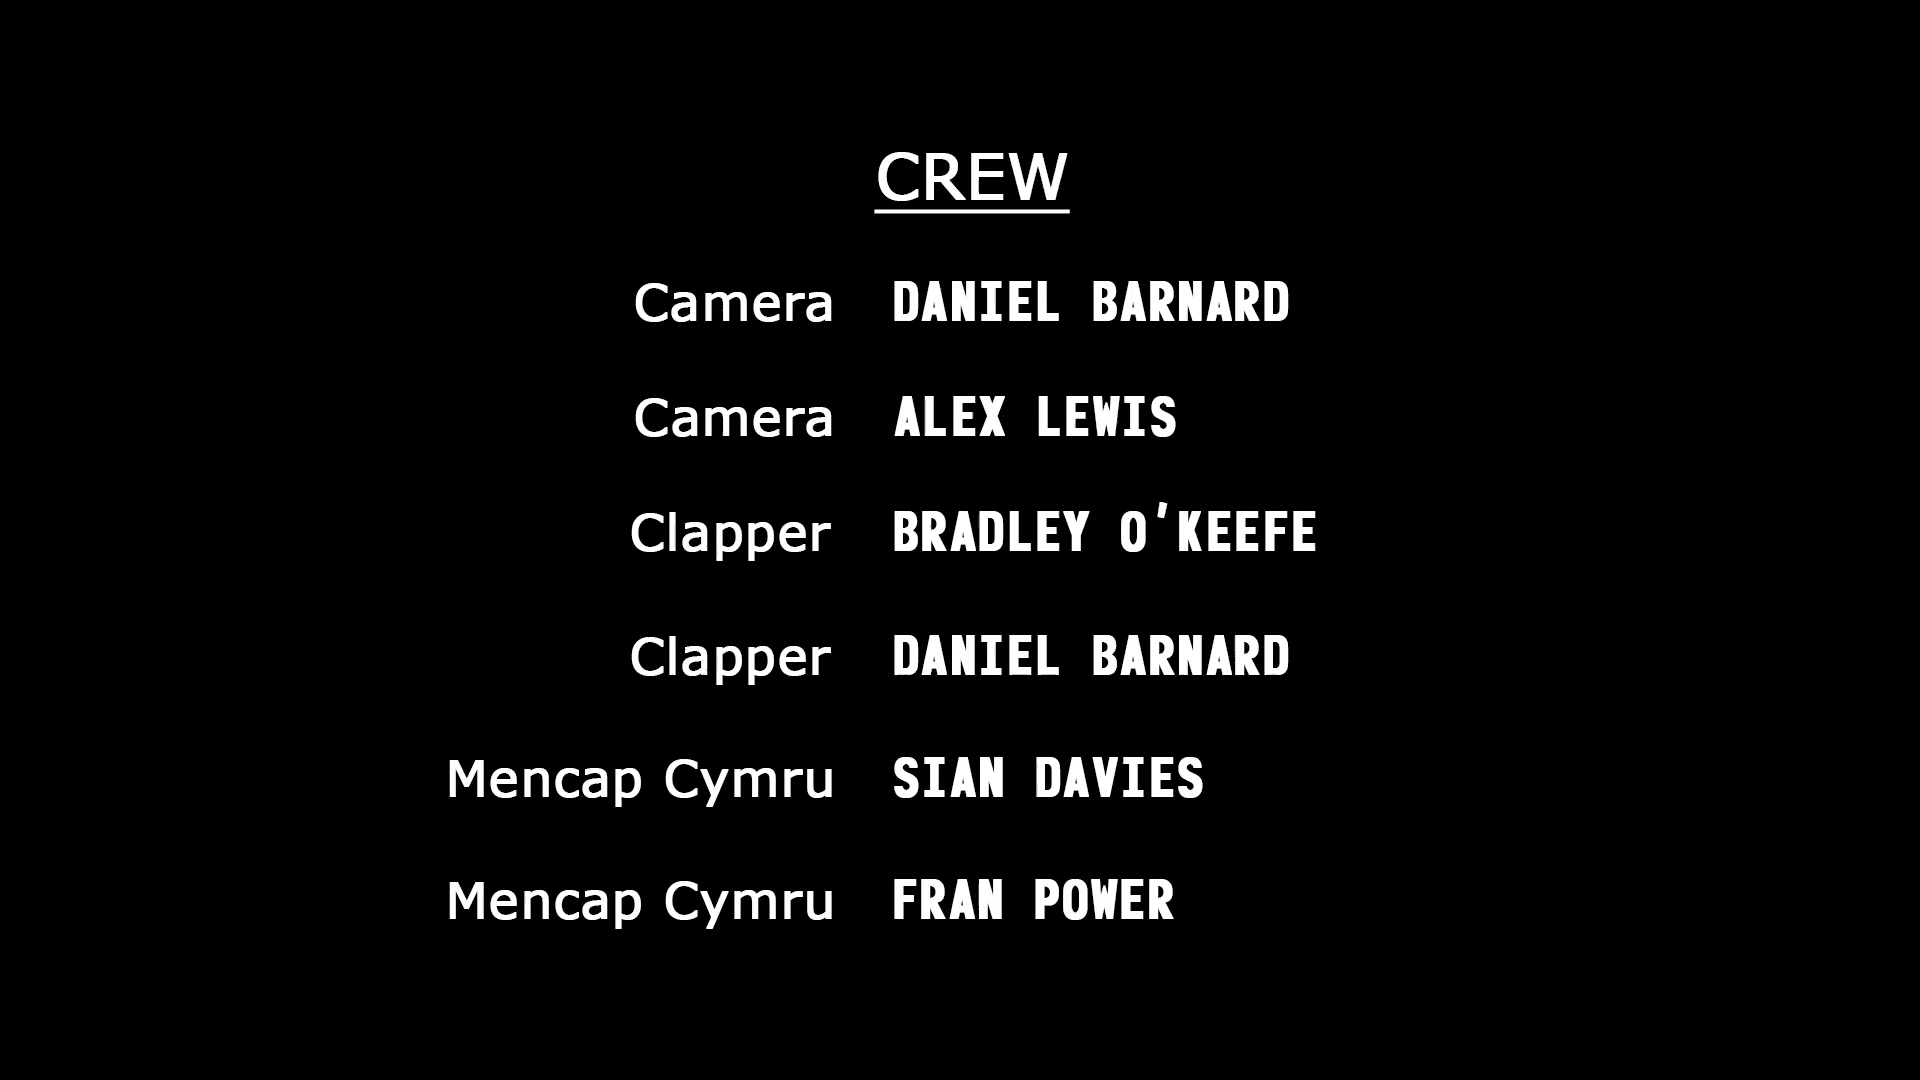 CREW
Camera DANIEL BARNARD
Camera ALEX LEWIS
Clapper BRADLEY O'KEEFE
Clapper DANIEL BARNARD
Mencap Cymru SIAN DAVIES
Mencap Cymru FRAN POWER